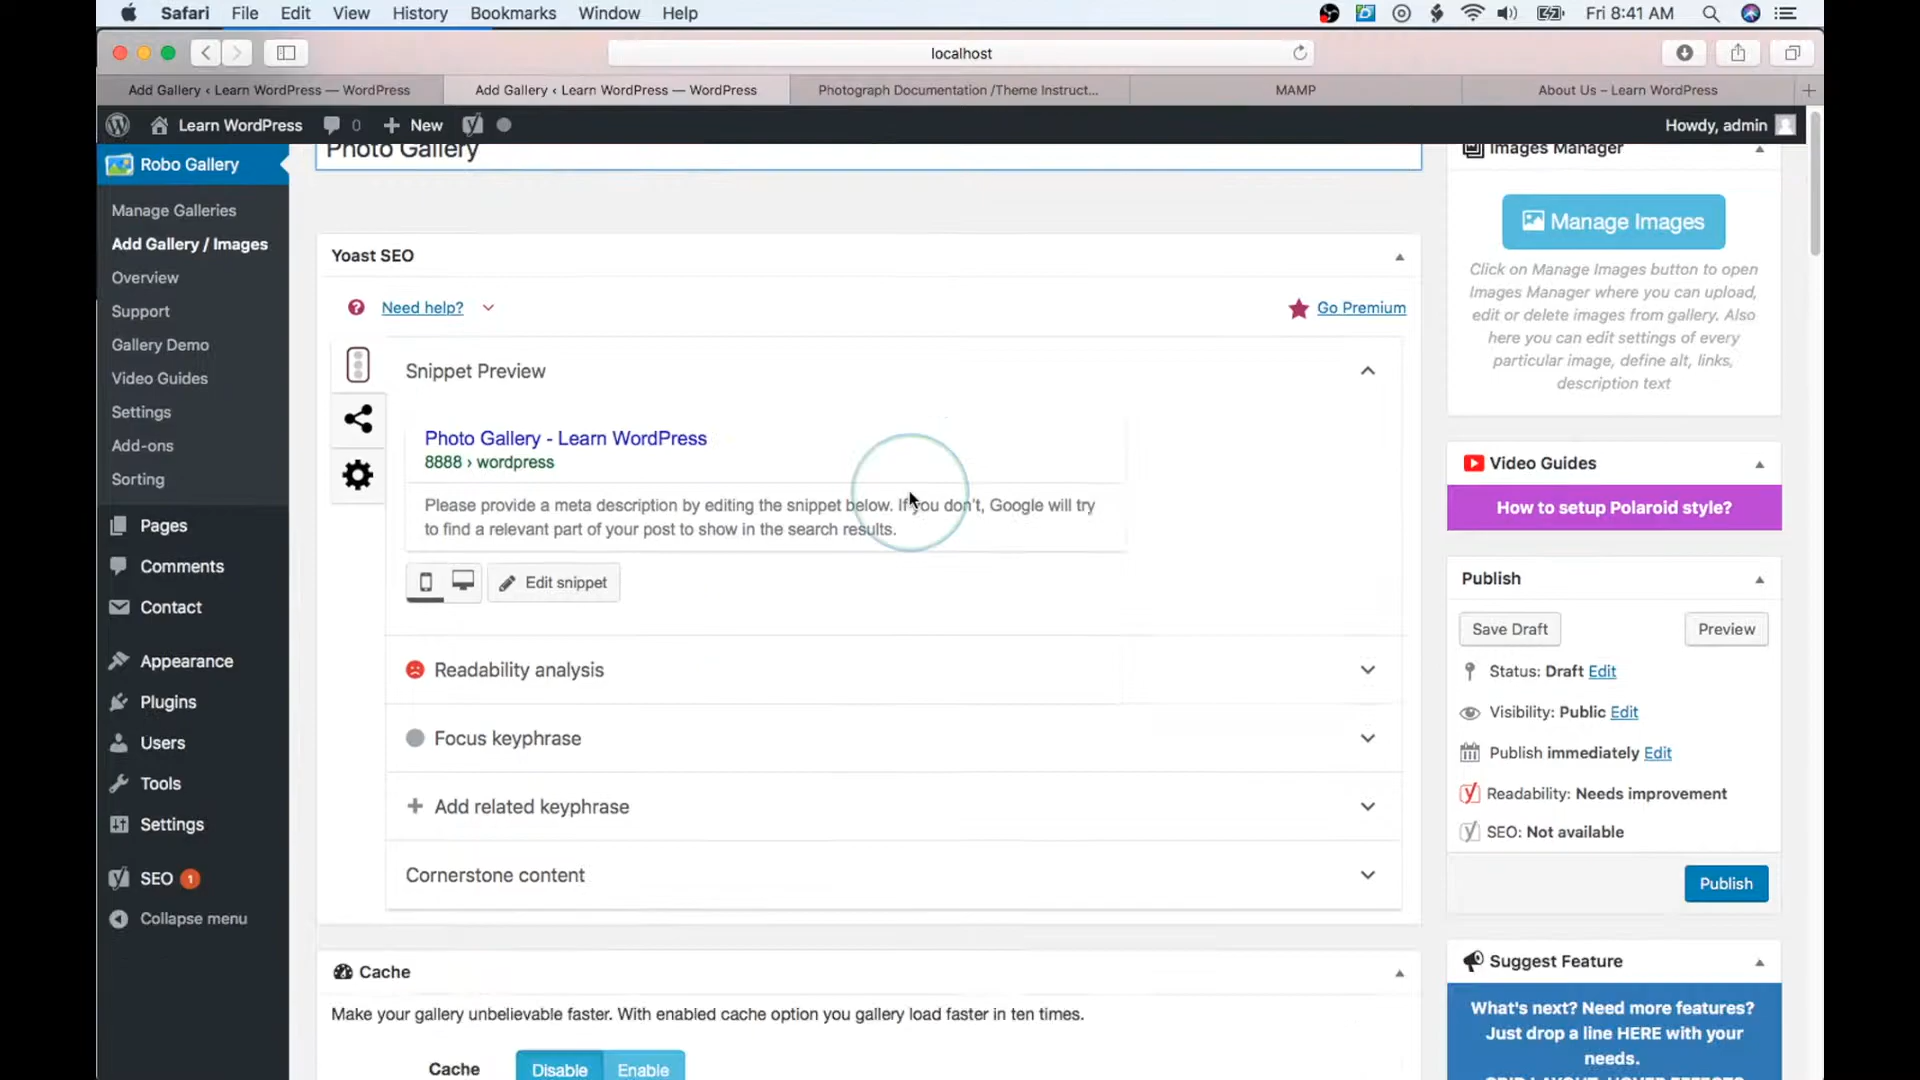 Safari File Edit View History Bookmarks Window Help Fri 8:41 AM
localhost
Add Gallery ‹ Learn WordPress — WordPress
Add Gallery ‹ Learn WordPress — WordPress
Photograph Documentation /Theme Instruct...
MAMP
About Us – Learn WordPress
Learn WordPress 0 New
Howdy, admin
Robo Gallery
Manage Galleries
Add Gallery / Images
Overview
Support
Gallery Demo
Video Guides
Settings
Add-ons
Sorting
Pages
Comments
Contact
Appearance
Plugins
Users
Tools
Settings
SEO 1
Collapse menu
Photo Gallery
Yoast SEO
Need help?
Go Premium
Snippet Preview
Photo Gallery - Learn WordPress
8888 › wordpress
Please provide a meta description by editing the snippet below. If you don't, Google will try
to find a relevant part of your post to show in the search results.
Edit snippet
Readability analysis
Focus keyphrase
Add related keyphrase
Cornerstone content
Cache
Make your gallery unbelievable faster. With enabled cache option you gallery load faster in ten times.
Cache Disable Enable
Images Manager
Manage Images
Click on Manage Images button to open
Images Manager where you can upload,
edit or delete images from gallery. Also
here you can edit settings of every
particular image, define alt, links,
description text
Video Guides
How to setup Polaroid style?
Publish
Save Draft
Preview
Status: Draft Edit
Visibility: Public Edit
Publish immediately Edit
Readability: Needs improvement
SEO: Not available
Publish
Suggest Feature
What's next? Need more features?
Just drop a line HERE with your
needs.